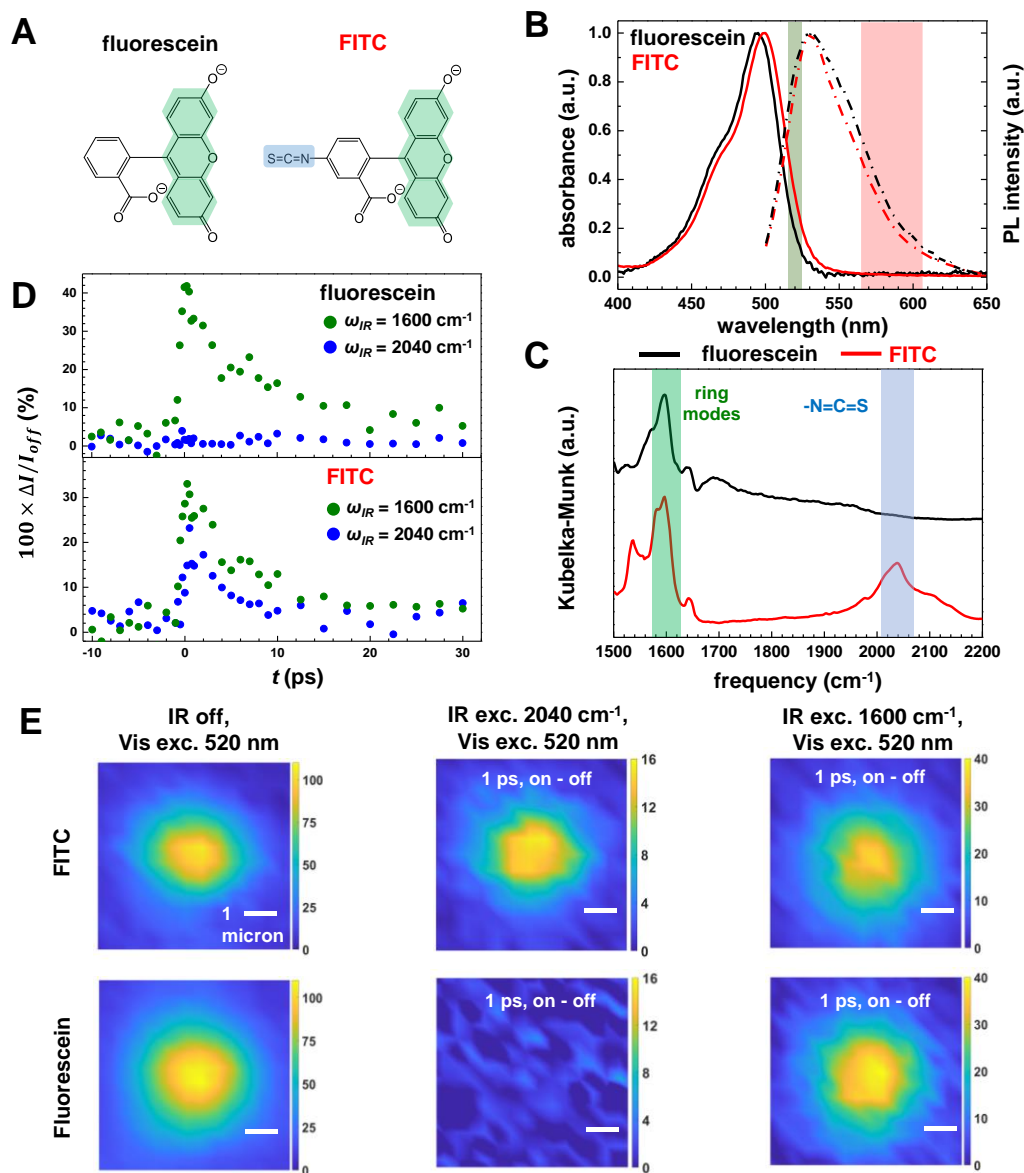 A
fluorescein
FITC
O⊖
O⊖
O
O
O
O⊖
S=C=N
O
O
O⊖
O
B
fluorescein
FITC
absorbance (a.u.)
PL intensity (a.u.)
1.0
0.8
0.6
0.4
0.2
0.0
400 450 500 550 600 650
wavelength (nm)
C
fluorescein
FITC
ring
modes
-N=C=S
Kubelka-Munk (a.u.)
1500 1600 1700 1800 1900 2000 2100 2200
frequency (cm⁻¹)
D
fluorescein
ω_IR = 1600 cm⁻¹
ω_IR = 2040 cm⁻¹
40
30
20
10
0
FITC
ω_IR = 1600 cm⁻¹
ω_IR = 2040 cm⁻¹
30
20
10
0
100 × ΔI/I_off (%)
-10 0 10 20 30
t (ps)
E
IR off,
Vis exc. 520 nm
IR exc. 2040 cm⁻¹,
Vis exc. 520 nm
IR exc. 1600 cm⁻¹,
Vis exc. 520 nm
FITC
1
micron
100
75
50
25
0
1 ps, on - off
16
12
8
4
0
1 ps, on - off
40
30
20
10
0
Fluorescein
100
75
50
25
0
1 ps, on - off
16
12
8
4
0
1 ps, on - off
40
30
20
10
0